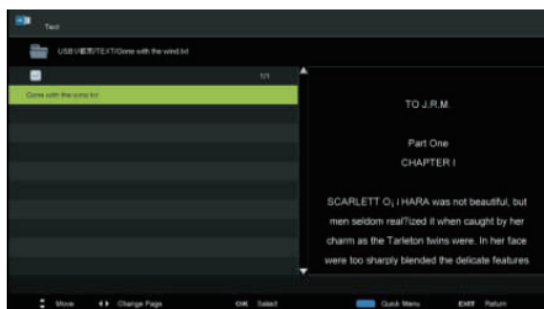 Text
USB1/展示/TEXT/Gone with the wind.txt
1/1
Gone with the wind.txt
TO J.R.M.
Part One
CHAPTER I
SCARLETT O¡ ¡ HARA was not beautiful, but
men seldom real?ized it when caught by her
charm as the Tarleton twins were. In her face
were too sharply blended the delicate features
Move Change Page OK Select Quick Menu EXIT Return